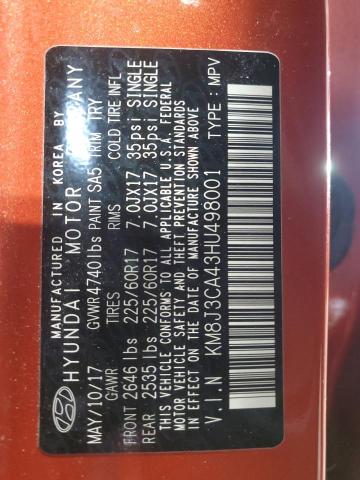 MANUFACTURED IN KOREA BY
HYUNDAI MOTOR COMPANY
MAY/10/17 GVWR 4740 lbs PAINT SA5 TRIM TRY
GAWR TIRES RIMS COLD TIRE INFL
FRONT 2646 lbs 225/60R17 7.0JX17 35psi SINGLE
REAR 2535 lbs 225/60R17 7.0JX17 35psi SINGLE
THIS VEHICLE CONFORMS TO ALL APPLICABLE U.S.A. FEDERAL
MOTOR VEHICLE SAFETY AND THEFT PREVENTION STANDARDS
IN EFFECT ON THE DATE OF MANUFACTURE SHOWN ABOVE
V.I.N KM8J3CA43HU498001 TYPE: MPV